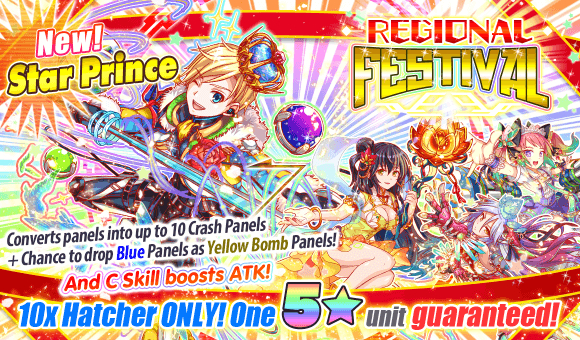 New!
Star Prince
REGIONAL
FESTIVAL
Converts panels into up to 10 Crash Panels
+ Chance to drop Blue Panels as Yellow Bomb Panels!
And C Skill boosts ATK!
10x Hatcher ONLY! One 5★ unit guaranteed!